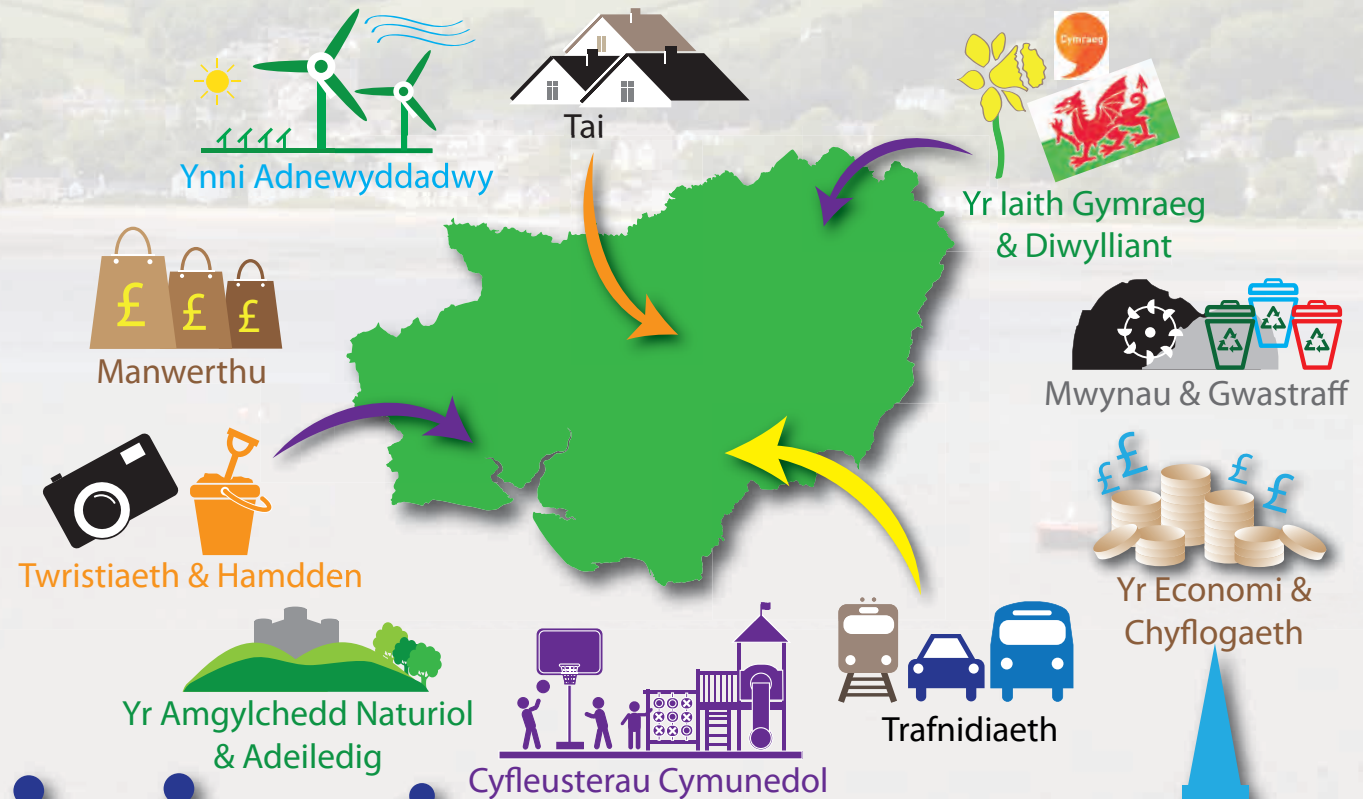 Cymraeg
Ynni Adnewyddadwy
Tai
Yr Iaith Gymraeg
& Diwylliant
£ £ £
Manwerthu
Mwynau & Gwastraff
££ ££
Twristiaeth & Hamdden
Yr Economi &
Chyflogaeth
Yr Amgylchedd Naturiol
& Adeiledig
Cyfleusterau Cymunedol
Trafnidiaeth